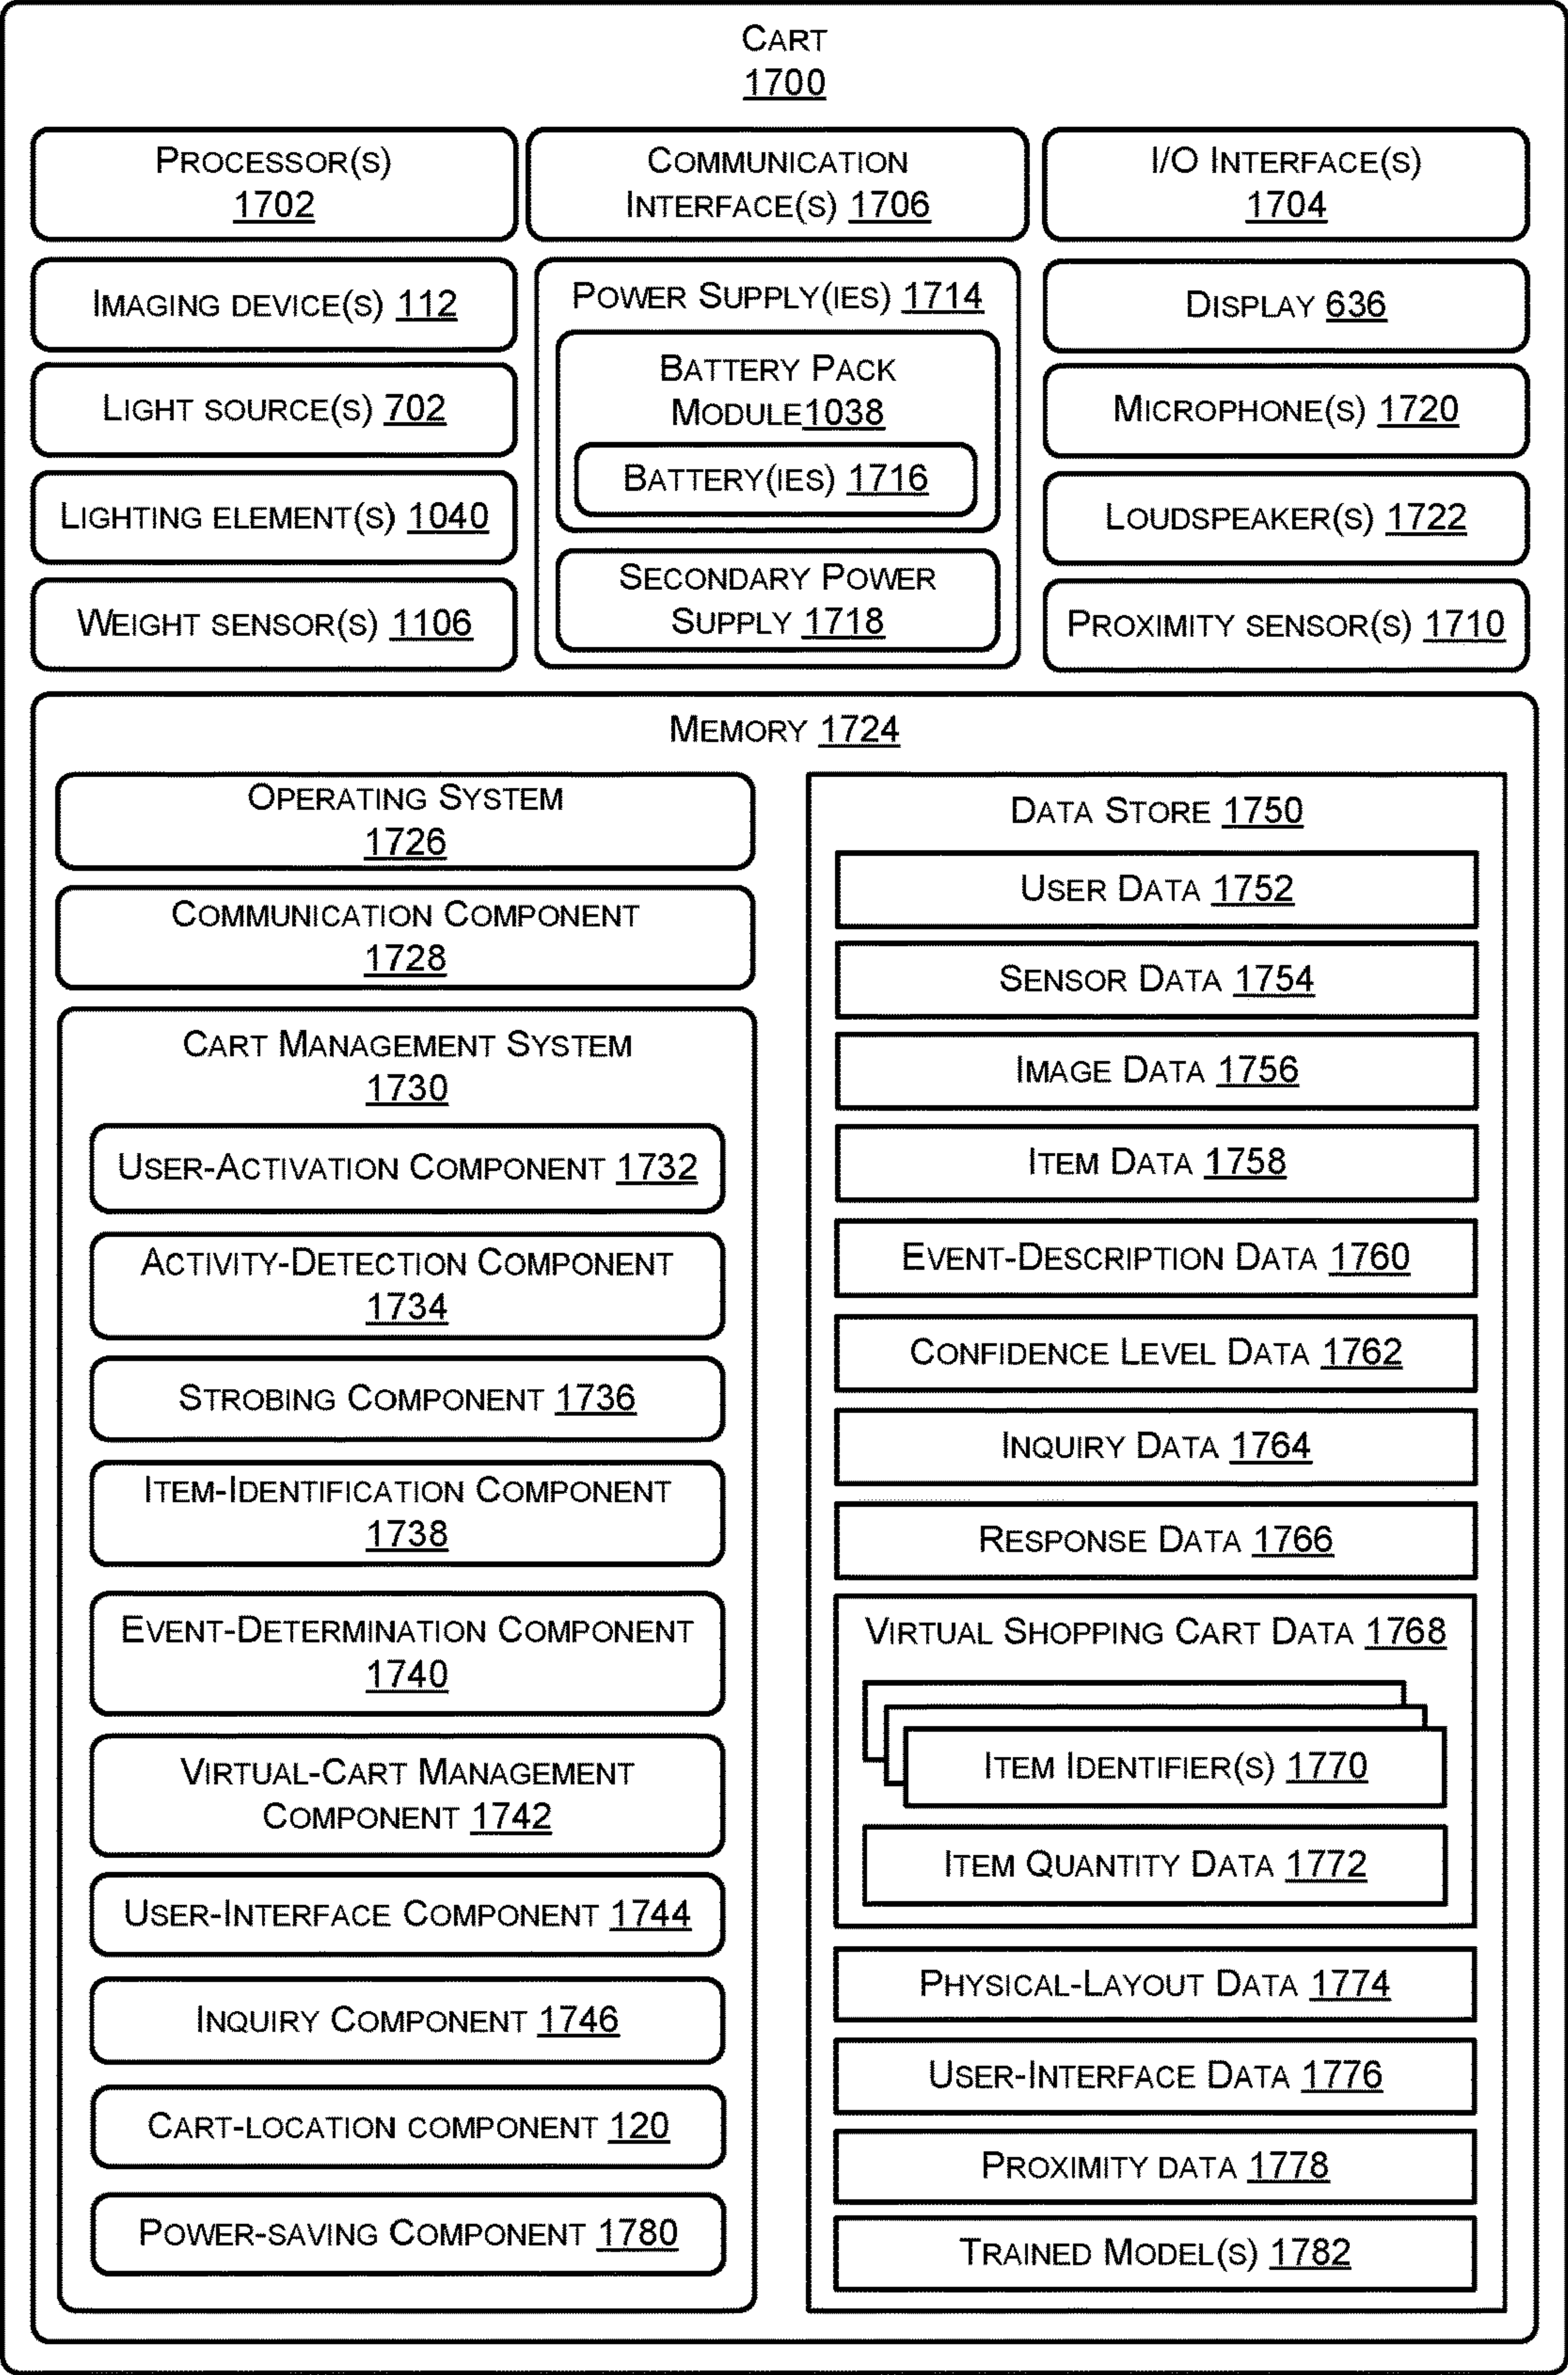 CART
1700
PROCESSOR(S)
1702
COMMUNICATION
INTERFACE(S) 1706
I/O INTERFACE(S)
1704
IMAGING DEVICE(S) 112
LIGHT SOURCE(S) 702
LIGHTING ELEMENT(S) 1040
WEIGHT SENSOR(S) 1106
POWER SUPPLY(IES) 1714
BATTERY PACK
MODULE1038
BATTERY(IES) 1716
SECONDARY POWER
SUPPLY 1718
DISPLAY 636
MICROPHONE(S) 1720
LOUDSPEAKER(S) 1722
PROXIMITY SENSOR(S) 1710
MEMORY 1724
OPERATING SYSTEM
1726
COMMUNICATION COMPONENT
1728
CART MANAGEMENT SYSTEM
1730
USER-ACTIVATION COMPONENT 1732
ACTIVITY-DETECTION COMPONENT
1734
STROBING COMPONENT 1736
ITEM-IDENTIFICATION COMPONENT
1738
EVENT-DETERMINATION COMPONENT
1740
VIRTUAL-CART MANAGEMENT
COMPONENT 1742
USER-INTERFACE COMPONENT 1744
INQUIRY COMPONENT 1746
CART-LOCATION COMPONENT 120
POWER-SAVING COMPONENT 1780
DATA STORE 1750
USER DATA 1752
SENSOR DATA 1754
IMAGE DATA 1756
ITEM DATA 1758
EVENT-DESCRIPTION DATA 1760
CONFIDENCE LEVEL DATA 1762
INQUIRY DATA 1764
RESPONSE DATA 1766
VIRTUAL SHOPPING CART DATA 1768
ITEM IDENTIFIER(S) 1770
ITEM QUANTITY DATA 1772
PHYSICAL-LAYOUT DATA 1774
USER-INTERFACE DATA 1776
PROXIMITY DATA 1778
TRAINED MODEL(S) 1782